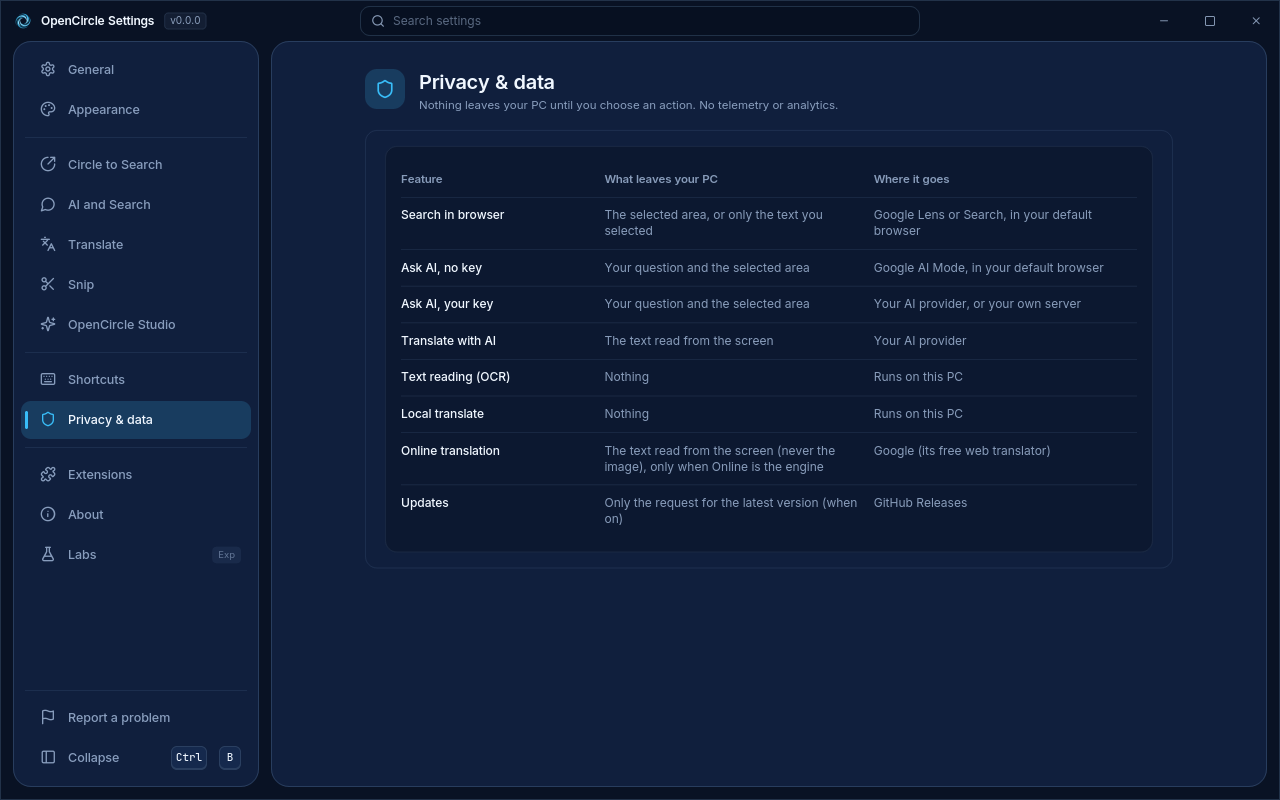 OpenCircle Settings v0.0.0
Search settings
General
Appearance
Circle to Search
AI and Search
Translate
Snip
OpenCircle Studio
Shortcuts
Privacy & data
Extensions
About
Labs Exp
Report a problem
Collapse Ctrl B
Privacy & data
Nothing leaves your PC until you choose an action. No telemetry or analytics.
Feature What leaves your PC Where it goes
Search in browser The selected area, or only the text you Google Lens or Search, in your default
selected browser
Ask AI, no key Your question and the selected area Google AI Mode, in your default browser
Ask AI, your key Your question and the selected area Your AI provider, or your own server
Translate with AI The text read from the screen Your AI provider
Text reading (OCR) Nothing Runs on this PC
Local translate Nothing Runs on this PC
Online translation The text read from the screen (never the Google (its free web translator)
image), only when Online is the engine
Updates Only the request for the latest version (when GitHub Releases
on)